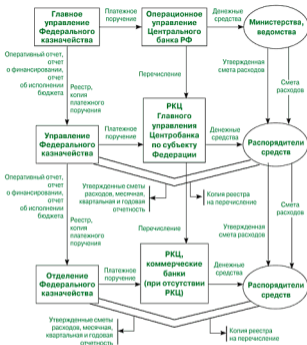 Главное
управление
Федерального
казначейства
Платежное
поручение
Операционное
управление
Центрального
банка РФ
Денежные
средства
Министерства,
ведомства
Оперативный отчет,
отчет
о финансировании,
отчет
об исполнении
бюджета
Реестр,
копия
платежного
поручения
Перечисление
Утвержденная
смета расходов
Смета
расходов
Управление
Федерального
казначейства
Платежное
поручение
РКЦ
Главного
управления
Центробанка
по субъекту
Федерации
Денежные
средства
Распорядители
средств
Оперативный отчет,
отчет
о финансировании,
отчет
об исполнении
бюджета
Утвержденные сметы
расходов, месячная,
квартальная и годовая
отчетность
Копия реестра
на перечисление
Реестр,
копия
платежного
поручения
Перечисление
Утвержденная
смета расходов
Смета
расходов
Отделение
Федерального
казначейства
Платежное
поручение
РКЦ,
коммерческие
банки
(при отсутствии
РКЦ)
Денежные
средства
Распорядители
средств
Утвержденные сметы
расходов, месячная,
квартальная и годовая
отчетность
Копия реестра
на перечисление